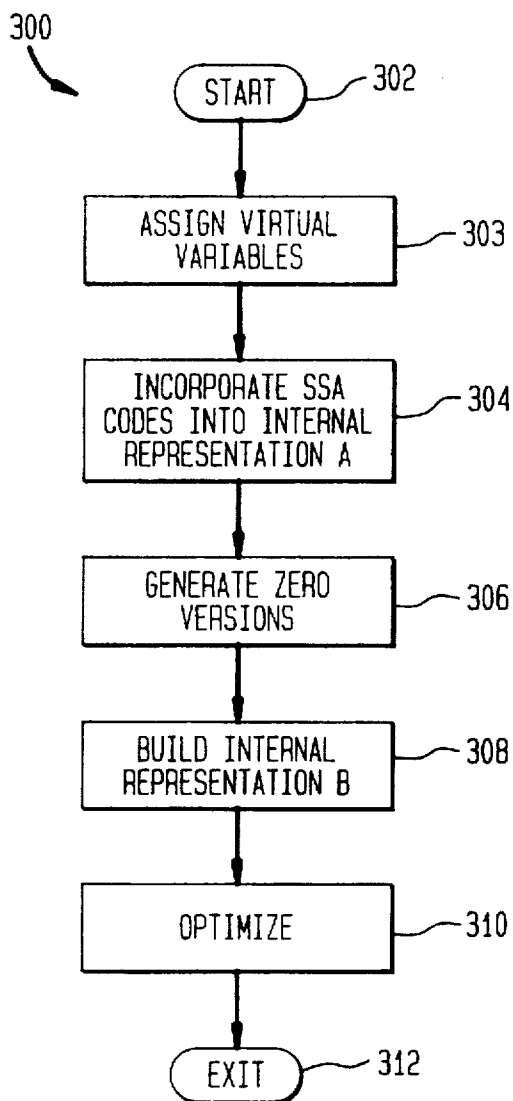 300
START
302
ASSIGN VIRTUAL
VARIABLES
303
INCORPORATE SSA
CODES INTO INTERNAL
REPRESENTATION A
304
GENERATE ZERO
VERSIONS
306
BUILD INTERNAL
REPRESENTATION B
308
OPTIMIZE
310
EXIT
312